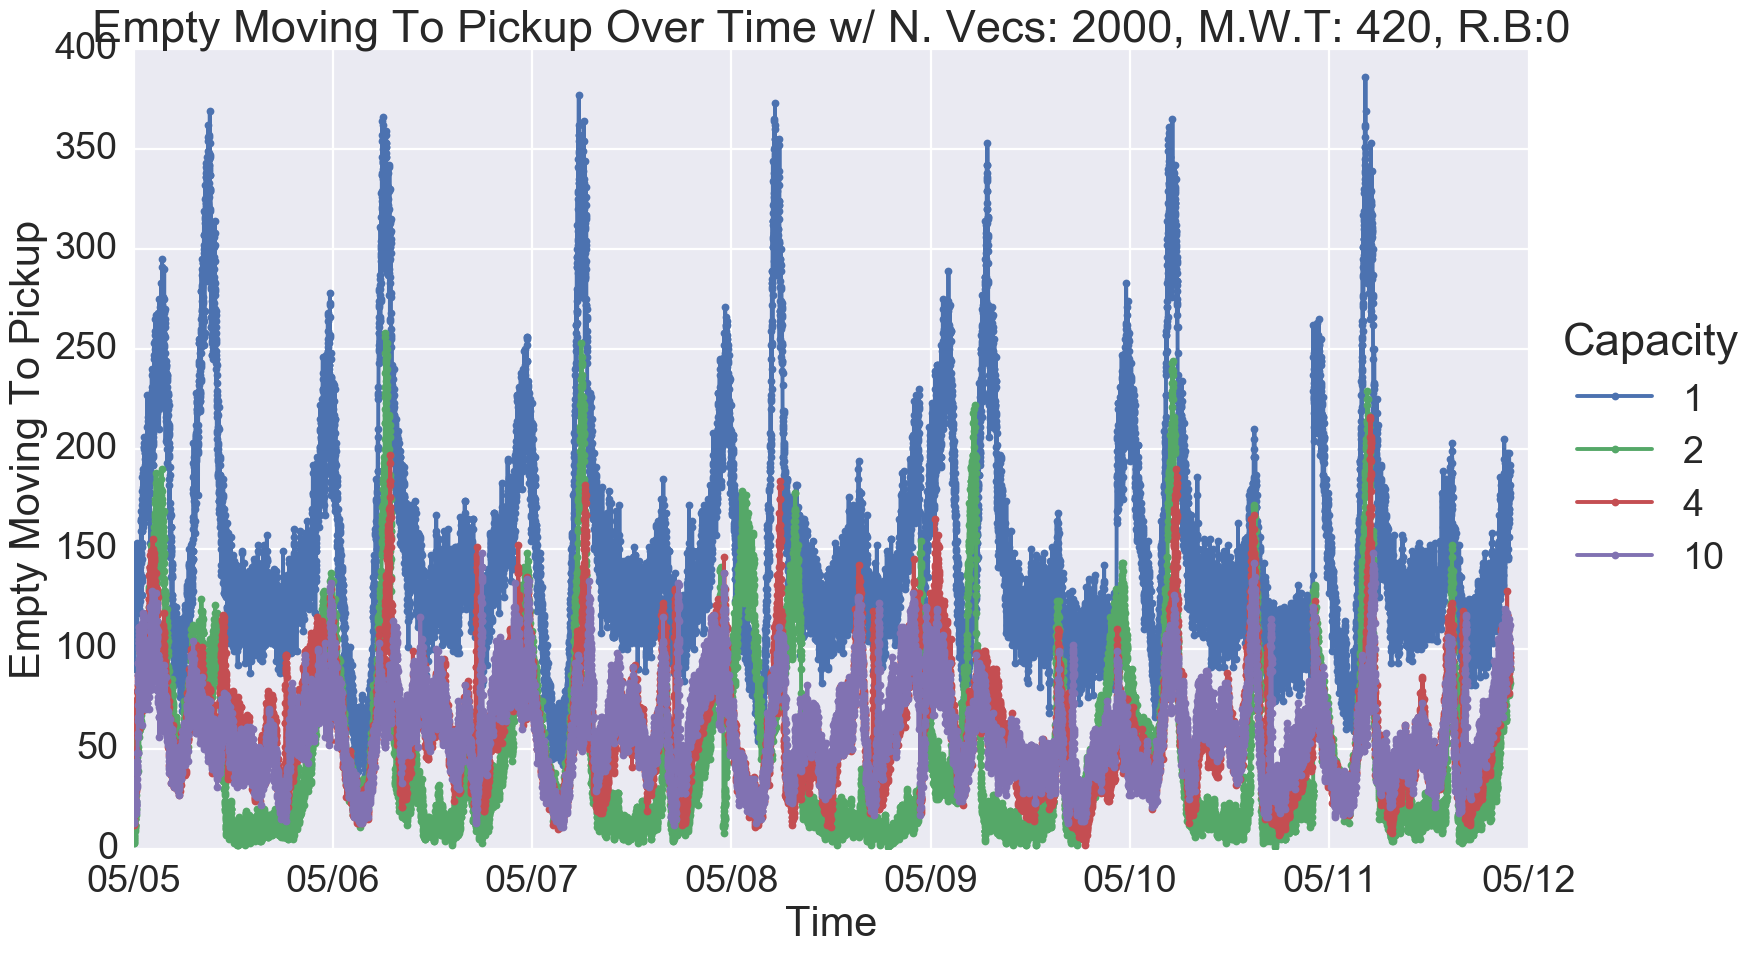 Empty Moving To Pickup Over Time w/ N. Vecs: 2000, M.W.T: 420, R.B:0
Empty Moving To Pickup
400
350
300
250
200
150
100
50
0
05/05 05/06 05/07 05/08 05/09 05/10 05/11 05/12
Time
Capacity
1
2
4
10